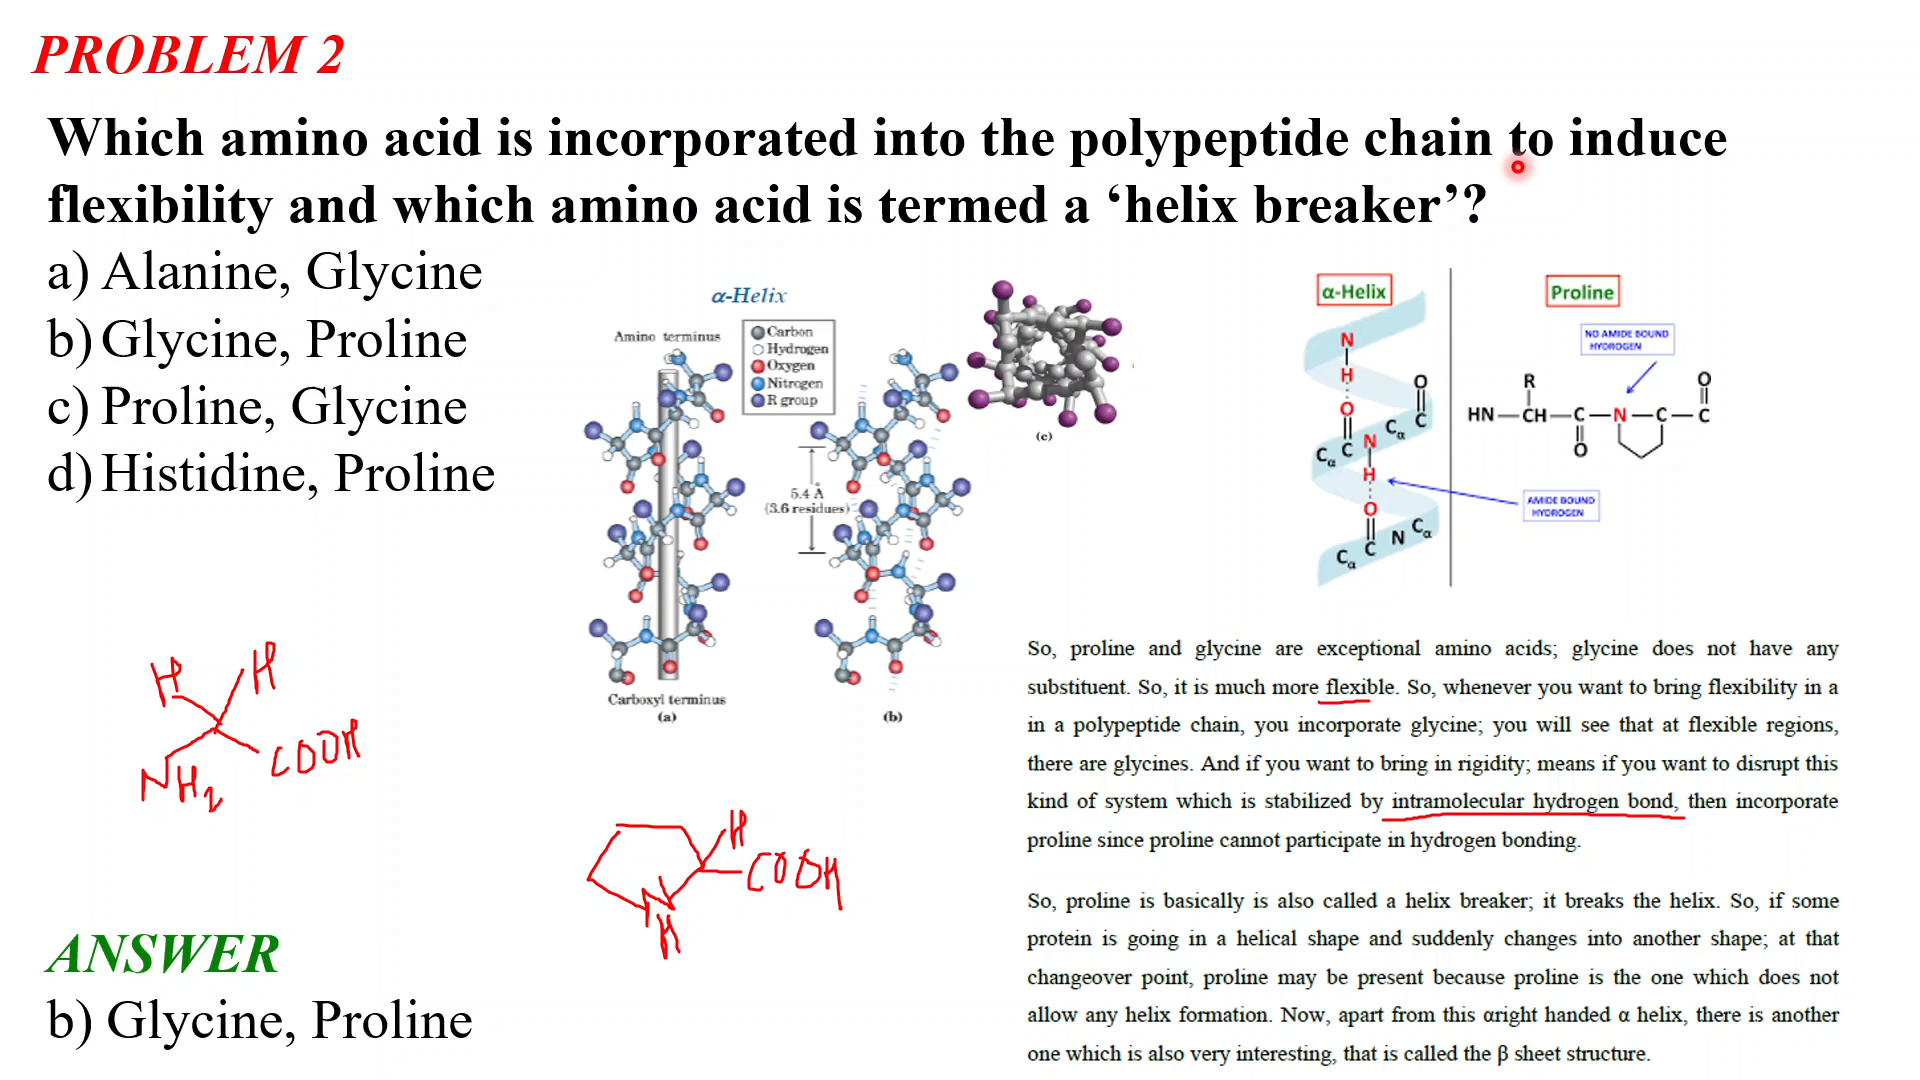 PROBLEM 2
Which amino acid is incorporated into the polypeptide chain to induce
flexibility and which amino acid is termed a ‘helix breaker’?
a) Alanine, Glycine
b) Glycine, Proline
c) Proline, Glycine
d) Histidine, Proline
α-Helix
Amino terminus
Carbon
Hydrogen
Oxygen
Nitrogen
R group
5.4 Å
(3.6 residues)
Carboxyl terminus
(a)
(b)
(c)
α-Helix
N
H
O
C
O
C
Cα
N
Cα
C
H
O
Cα
C
N
Cα
AMIDE BOUND
HYDROGEN
Proline
NO AMIDE BOUND
HYDROGEN
R
O
HN—CH—C—N—C—C
O
H
H
NH2
COOH
H
COOH
N
H
So, proline and glycine are exceptional amino acids; glycine does not have any
substituent. So, it is much more flexible. So, whenever you want to bring flexibility in a
in a polypeptide chain, you incorporate glycine; you will see that at flexible regions,
there are glycines. And if you want to bring in rigidity; means if you want to disrupt this
kind of system which is stabilized by intramolecular hydrogen bond, then incorporate
proline since proline cannot participate in hydrogen bonding.
So, proline is basically is also called a helix breaker; it breaks the helix. So, if some
protein is going in a helical shape and suddenly changes into another shape; at that
changeover point, proline may be present because proline is the one which does not
allow any helix formation. Now, apart from this αright handed α helix, there is another
one which is also very interesting, that is called the β sheet structure.
ANSWER
b) Glycine, Proline